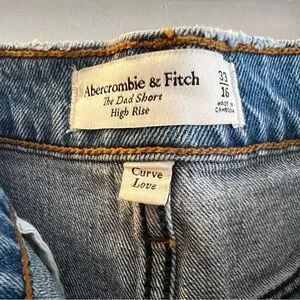 Abercrombie & Fitch
The Dad Short
High Rise
33
16
MADE IN
CAMBODIA
Curve
Love